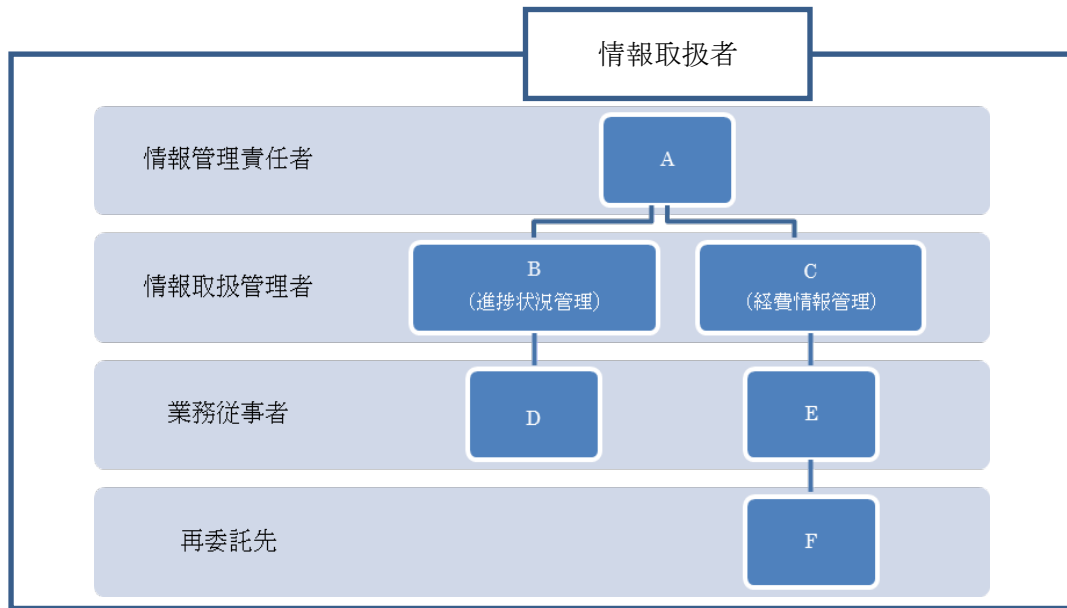 情報取扱者
情報管理責任者
A
情報取扱管理者
B
(進捗状況管理)
C
(経費情報管理)
業務従事者
D
E
再委託先
F